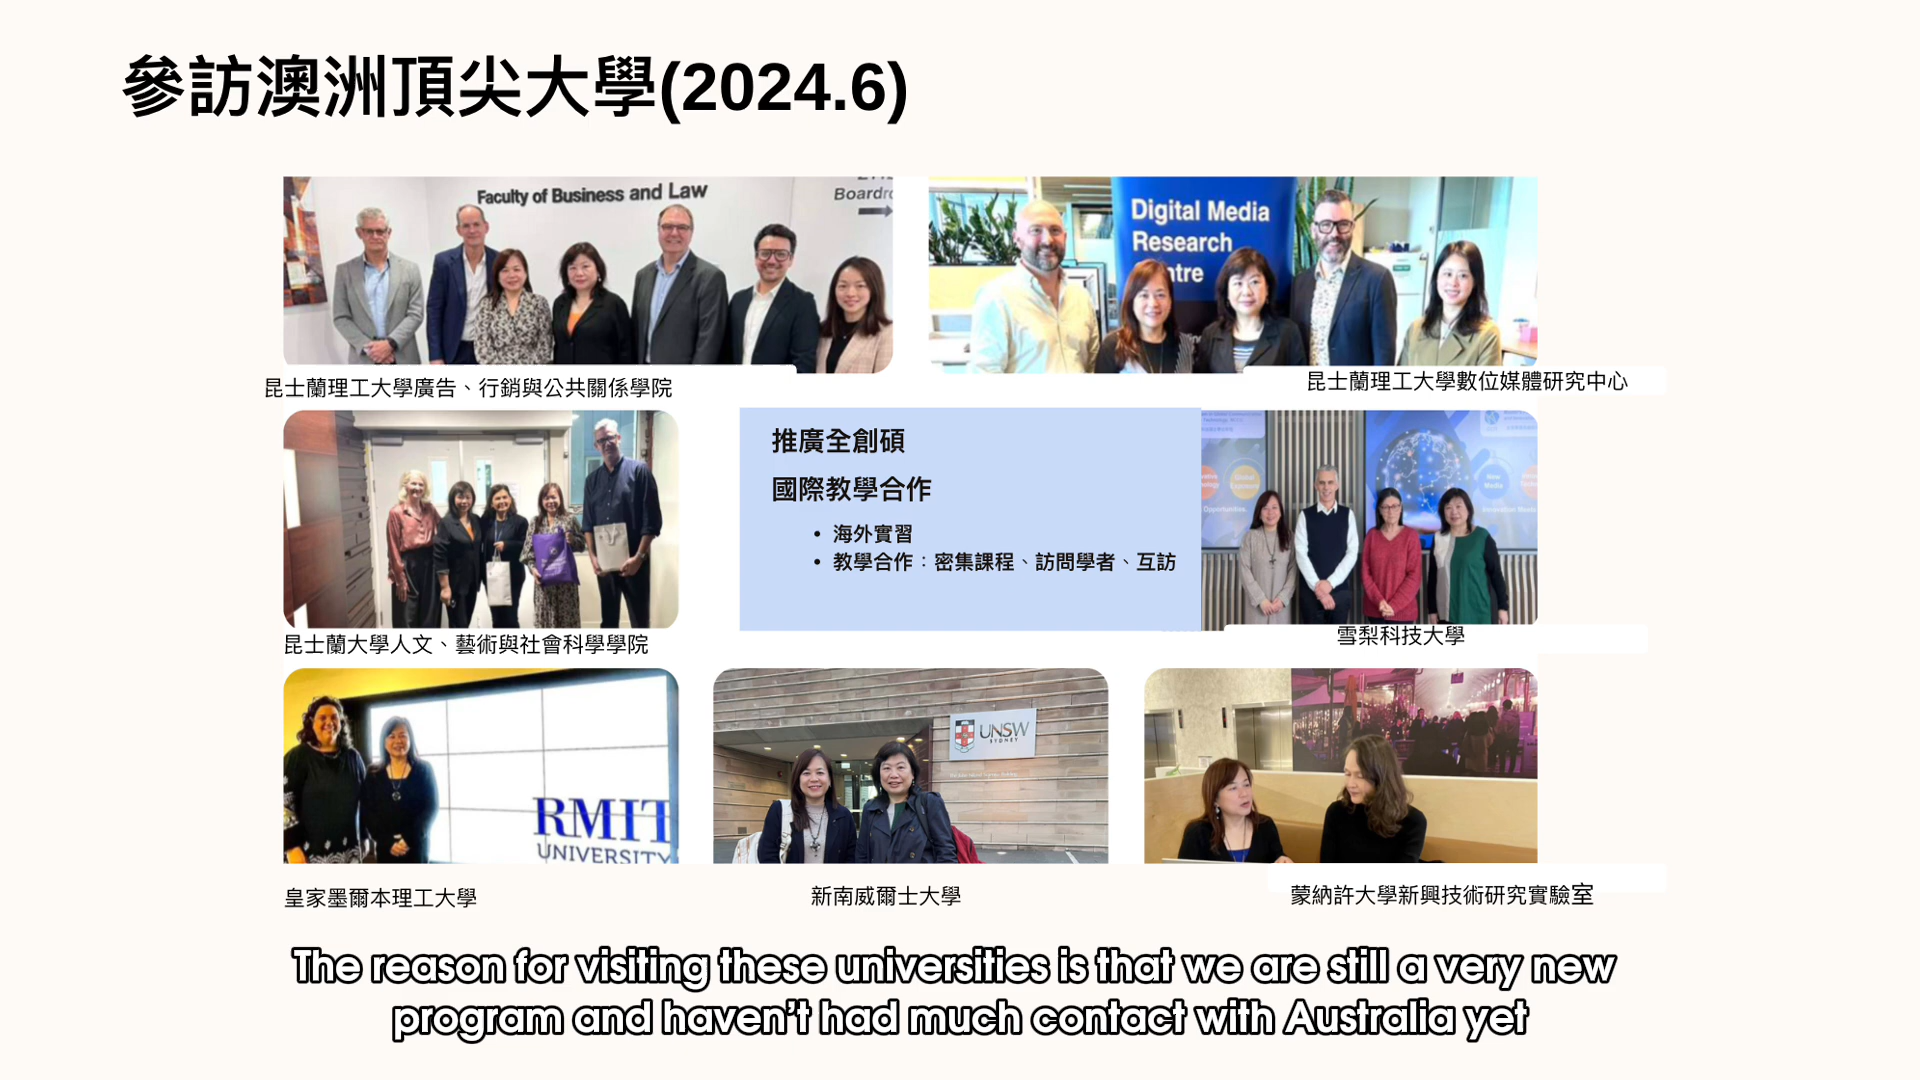 參訪澳洲頂尖大學(2024.6)
Faculty of Business and Law
Boardr
Digital Media
Research
ntre
昆士蘭理工大學廣告、行銷與公共關係學院
昆士蘭理工大學數位媒體研究中心
推廣全創碩
國際教學合作
• 海外實習
• 教學合作：密集課程、訪問學者、互訪
Global
New
Media
Opportunities.
昆士蘭大學人文、藝術與社會科學學院
雪梨科技大學
RMIT
UNIVERSITY
UNSW
SYDNEY
皇家墨爾本理工大學
新南威爾士大學
蒙納許大學新興技術研究實驗室
The reason for visiting these universities is that we are still a very new
program and haven't had much contact with Australia yet